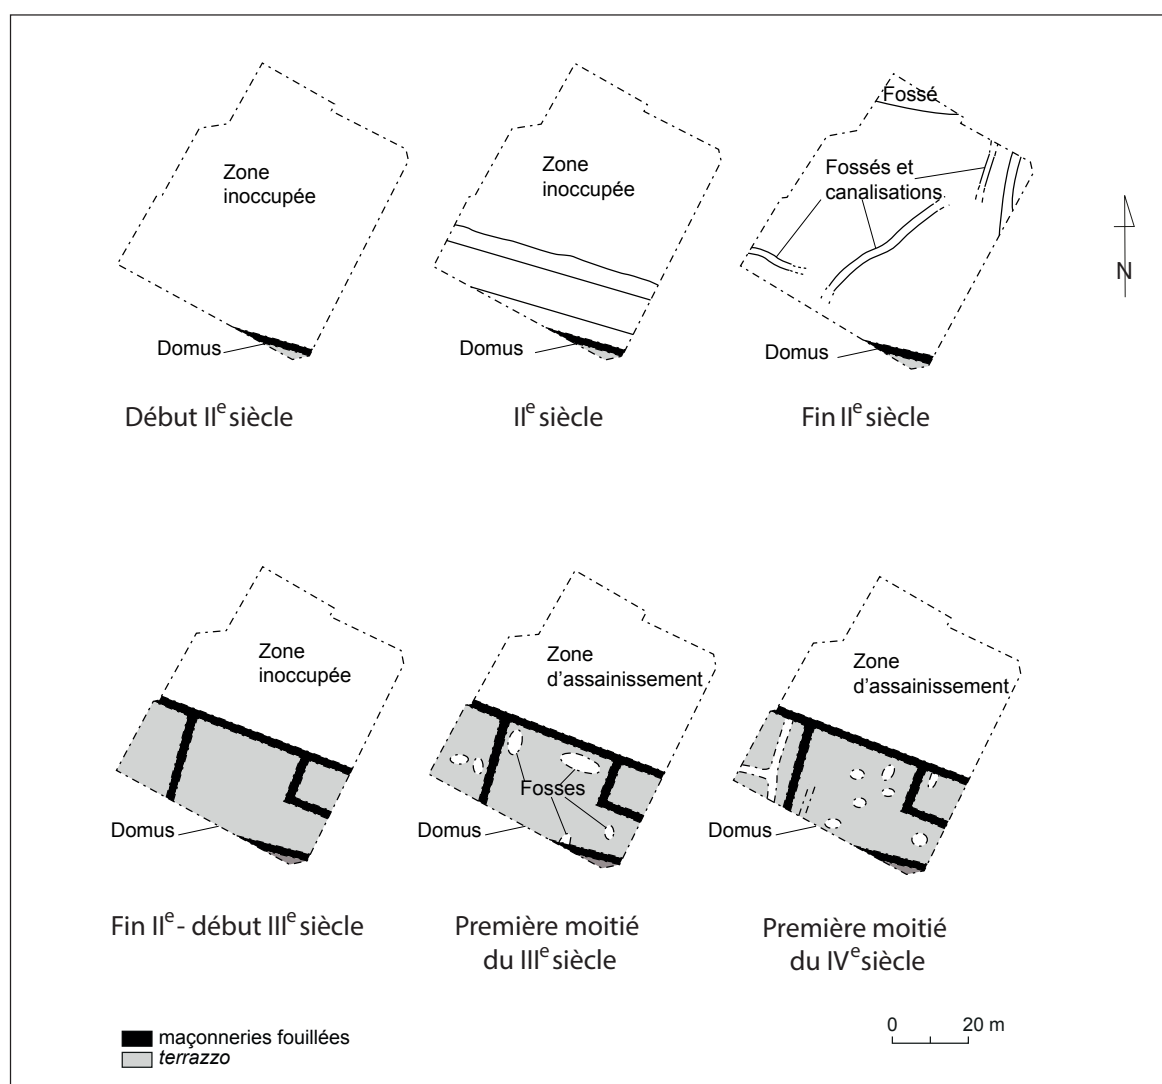 Zone
inoccupée
Domus
Début IIe siècle
Zone
inoccupée
Domus
IIe siècle
Fossé
Fossés et
canalisations
Domus
Fin IIe siècle
N
Zone
inoccupée
Domus
Fin IIe - début IIIe siècle
Zone
d'assainissement
Fosses
Domus
Première moitié
du IIIe siècle
Zone
d'assainissement
Domus
Première moitié
du IVe siècle
maçonneries fouillées
terrazzo
0 20 m